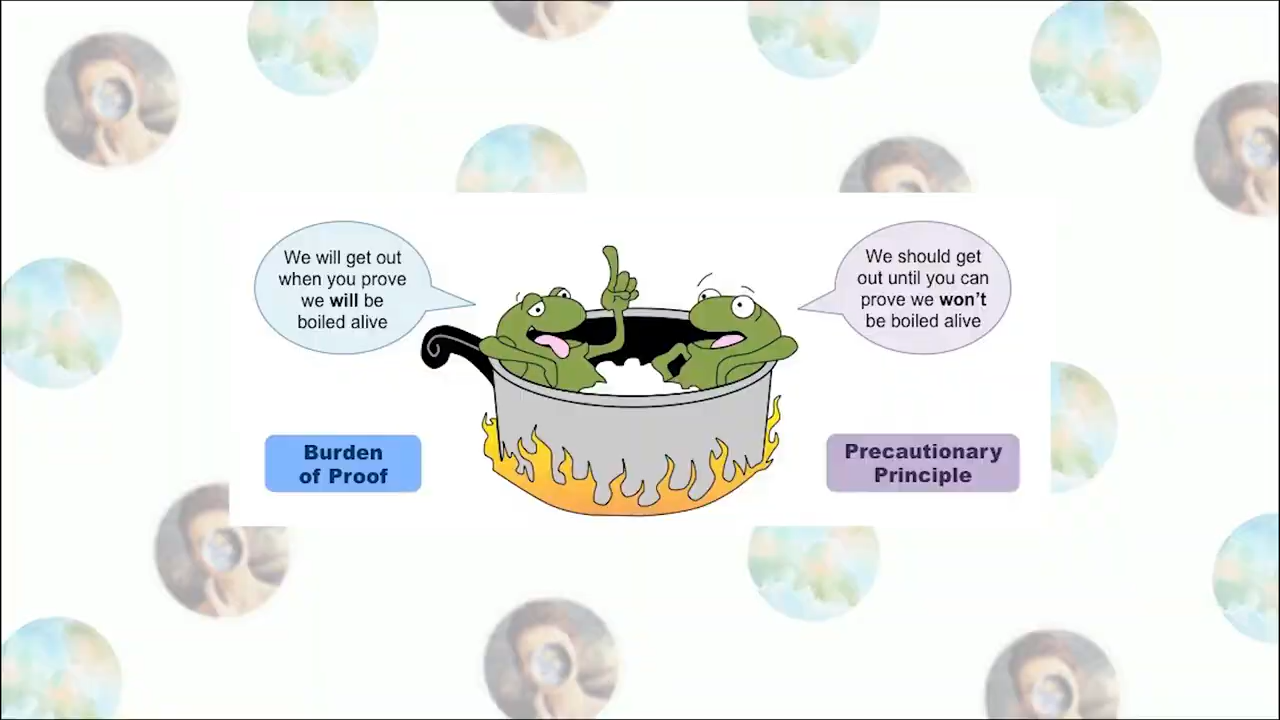 We will get out
when you prove
we will be
boiled alive
We should get
out until you can
prove we won't
be boiled alive
Burden
of Proof
Precautionary
Principle